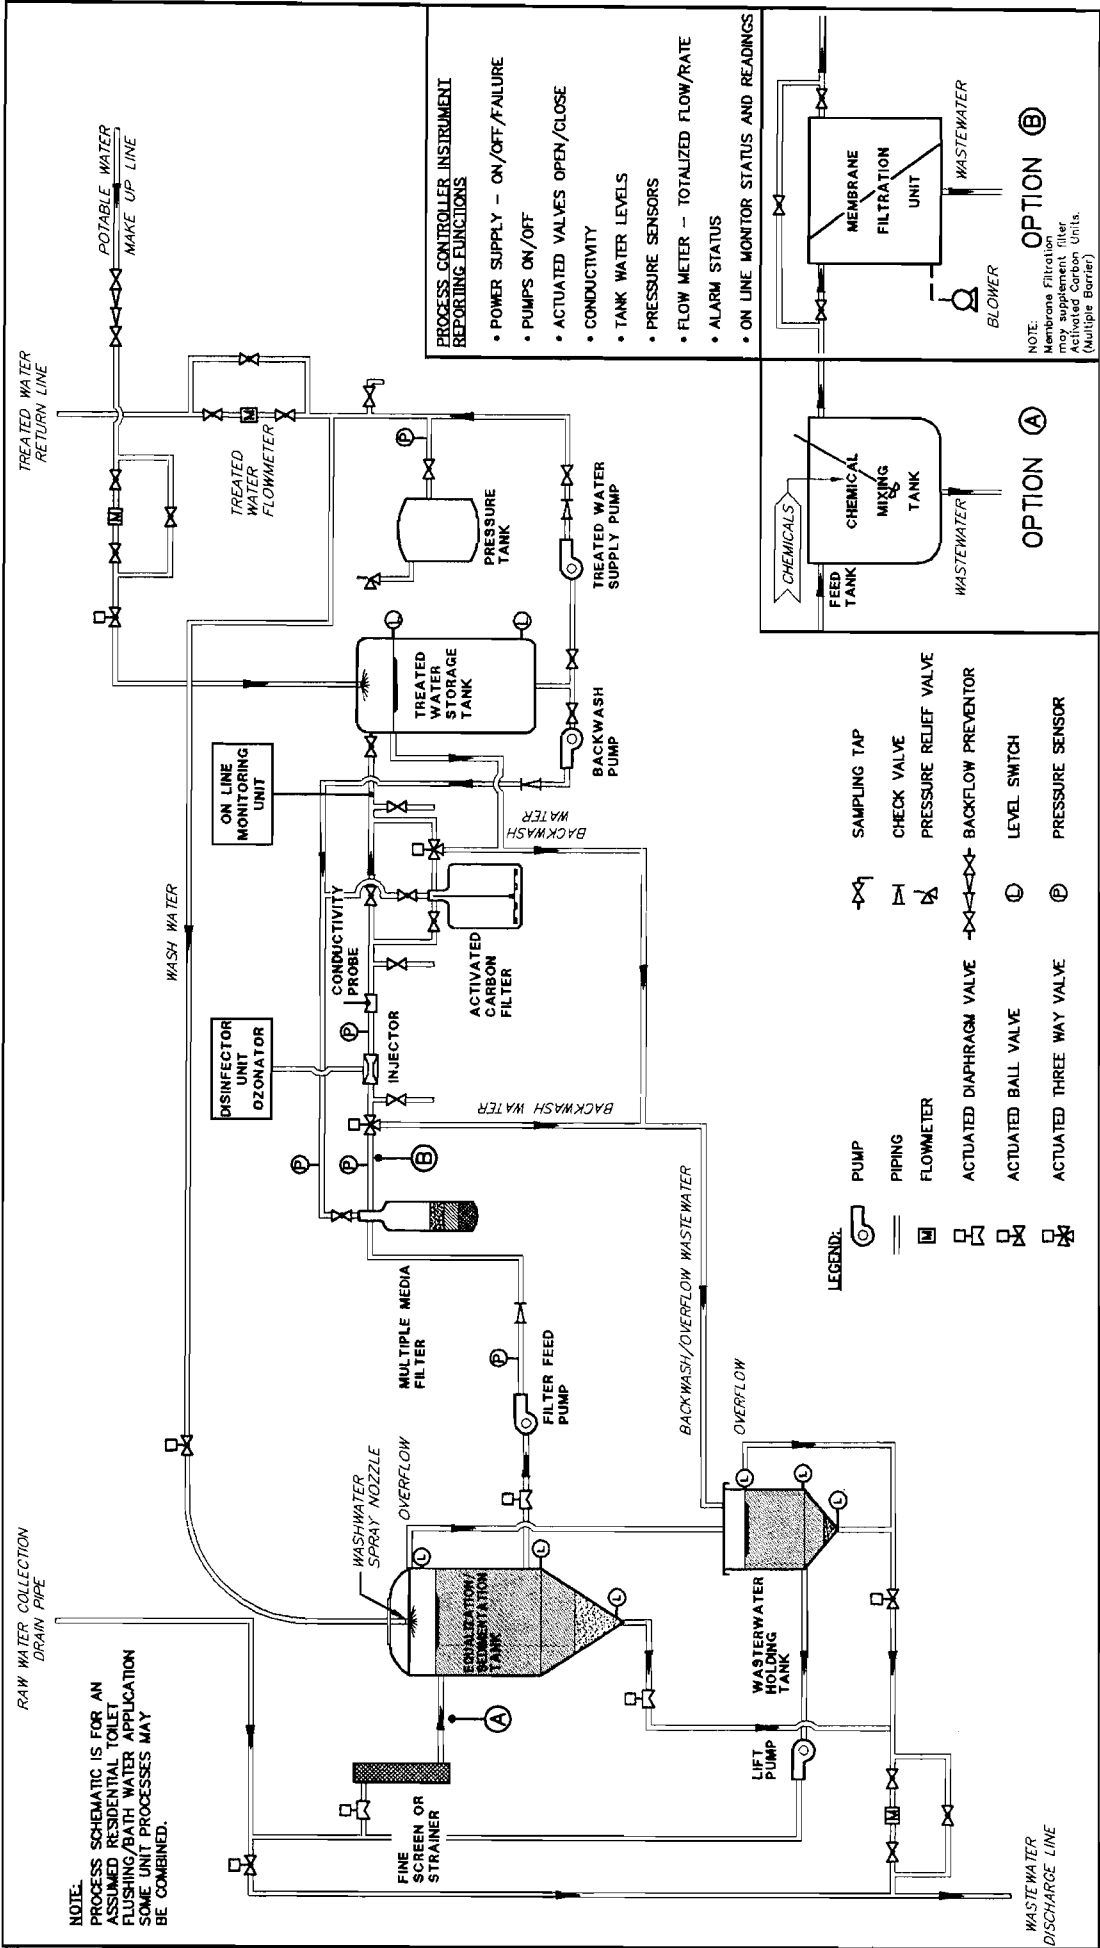 NOTE:
PROCESS SCHEMATIC IS FOR AN
ASSUMED RESIDENTIAL TOILET
FLUSHING/BATH WATER APPLICATION
SOME UNIT PROCESSES MAY
BE COMBINED.
RAW WATER COLLECTION
DRAIN PIPE
TREATED WATER
RETURN LINE
POTABLE WATER
MAKE UP LINE
M
TREATED
WATER
FLOWMETER
M
WASH WATER
P
PRESSURE
TANK
TREATED WATER
SUPPLY PUMP
L
L
TREATED
WATER
STORAGE
TANK
BACKWASH
PUMP
ON LINE
MONITORING
UNIT
BACKWASH
WATER
CONDUCTIVITY
PROBE
ACTIVATED
CARBON
FILTER
DISINFECTOR
UNIT
OZONATOR
P
INJECTOR
BACKWASH WATER
P
P
B
MULTIPLE MEDIA
FILTER
P
FILTER FEED
PUMP
WASHWATER
SPRAY NOZZLE
OVERFLOW
L
L
L
EQUALIZATION/
SEDIMENTATION
TANK
A
FINE
SCREEN OR
STRAINER
BACKWASH/OVERFLOW WASTEWATER
OVERFLOW
L
L
L
WASTERWATER
HOLDING
TANK
LIFT
PUMP
M
WASTEWATER
DISCHARGE LINE
LEGEND:
PUMP
PIPING
M
FLOWMETER
ACTUATED DIAPHRAGM VALVE
ACTUATED BALL VALVE
ACTUATED THREE WAY VALVE
SAMPLING TAP
CHECK VALVE
PRESSURE RELIEF VALVE
BACKFLOW PREVENTOR
L
LEVEL SWTCH
P
PRESSURE SENSOR
PROCESS CONTROLLER INSTRUMENT
REPORTING FUNCTIONS
• POWER SUPPLY – ON/OFF/FAILURE
• PUMPS ON/OFF
• ACTUATED VALVES OPEN/CLOSE
• CONDUCTIVITY
• TANK WATER LEVELS
• PRESSURE SENSORS
• FLOW METER – TOTALIZED FLOW/RATE
• ALARM STATUS
• ON LINE MONITOR STATUS AND READINGS
CHEMICALS
FEED
TANK
CHEMICAL
MIXING
TANK
WASTEWATER
OPTION A
MEMBRANE
FILTRATION
UNIT
BLOWER
WASTEWATER
NOTE:
Membrane Filtration
may supplement filter
Activated Carbon Units.
(Multiple Barrier)
OPTION B